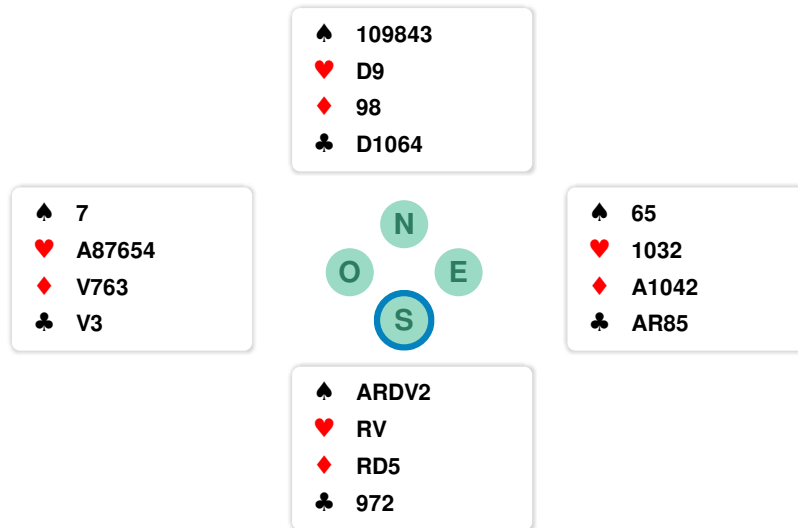 ♠ 109843
♥ D9
♦ 98
♣ D1064
♠ 7
♥ A87654
♦ V763
♣ V3
N
O E
S
♠ 65
♥ 1032
♦ A1042
♣ AR85
♠ ARDV2
♥ RV
♦ RD5
♣ 972